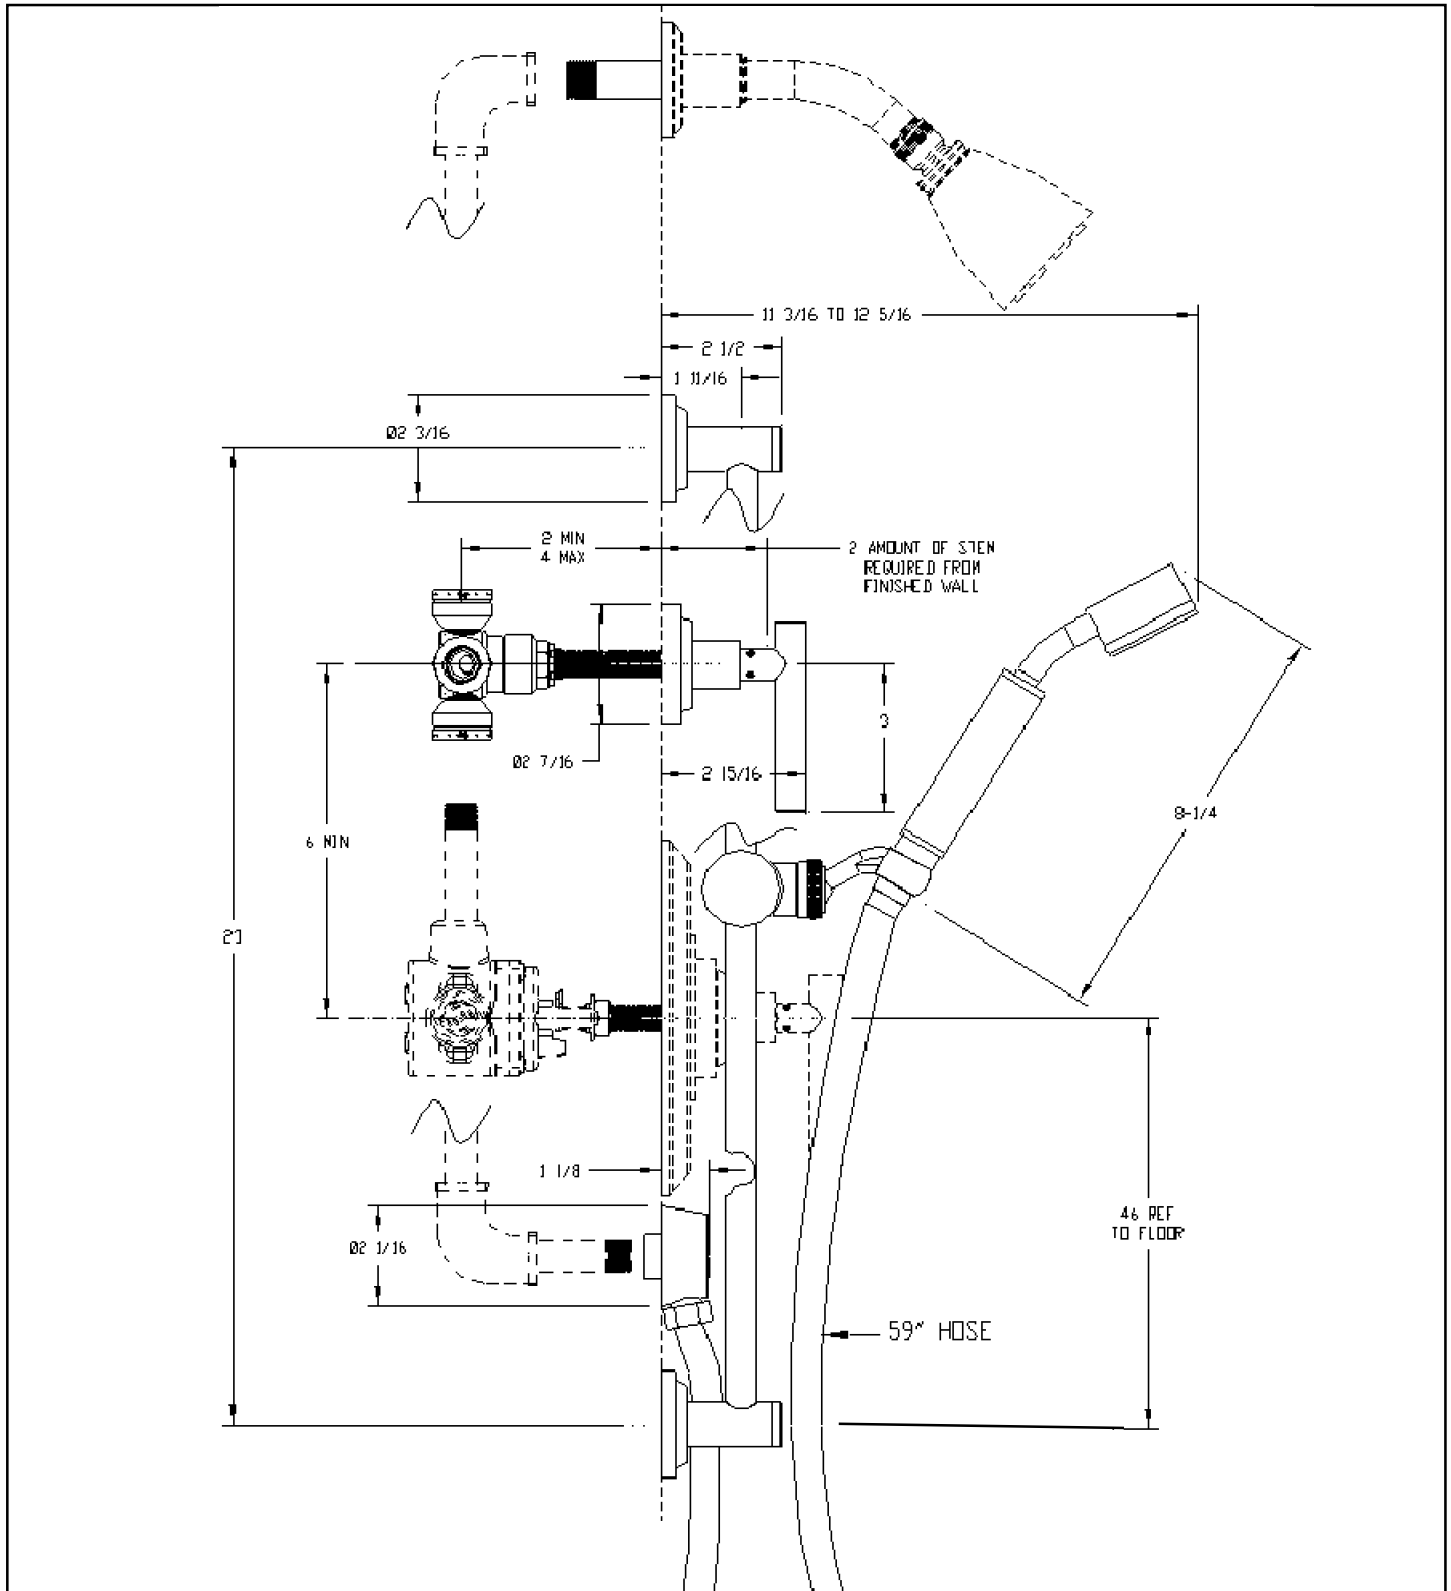 11 3/16 TO 12 5/16
2 1/2
1 11/16
Ø2 3/16
2 MIN
4 MAX
2 AMOUNT OF STEM
REQUIRED FROM
FINISHED WALL
3
Ø2 7/16
2 15/16
8-1/4
6 MIN
23
1 1/8
46 REF
TO FLOOR
Ø2 1/16
59" HOSE